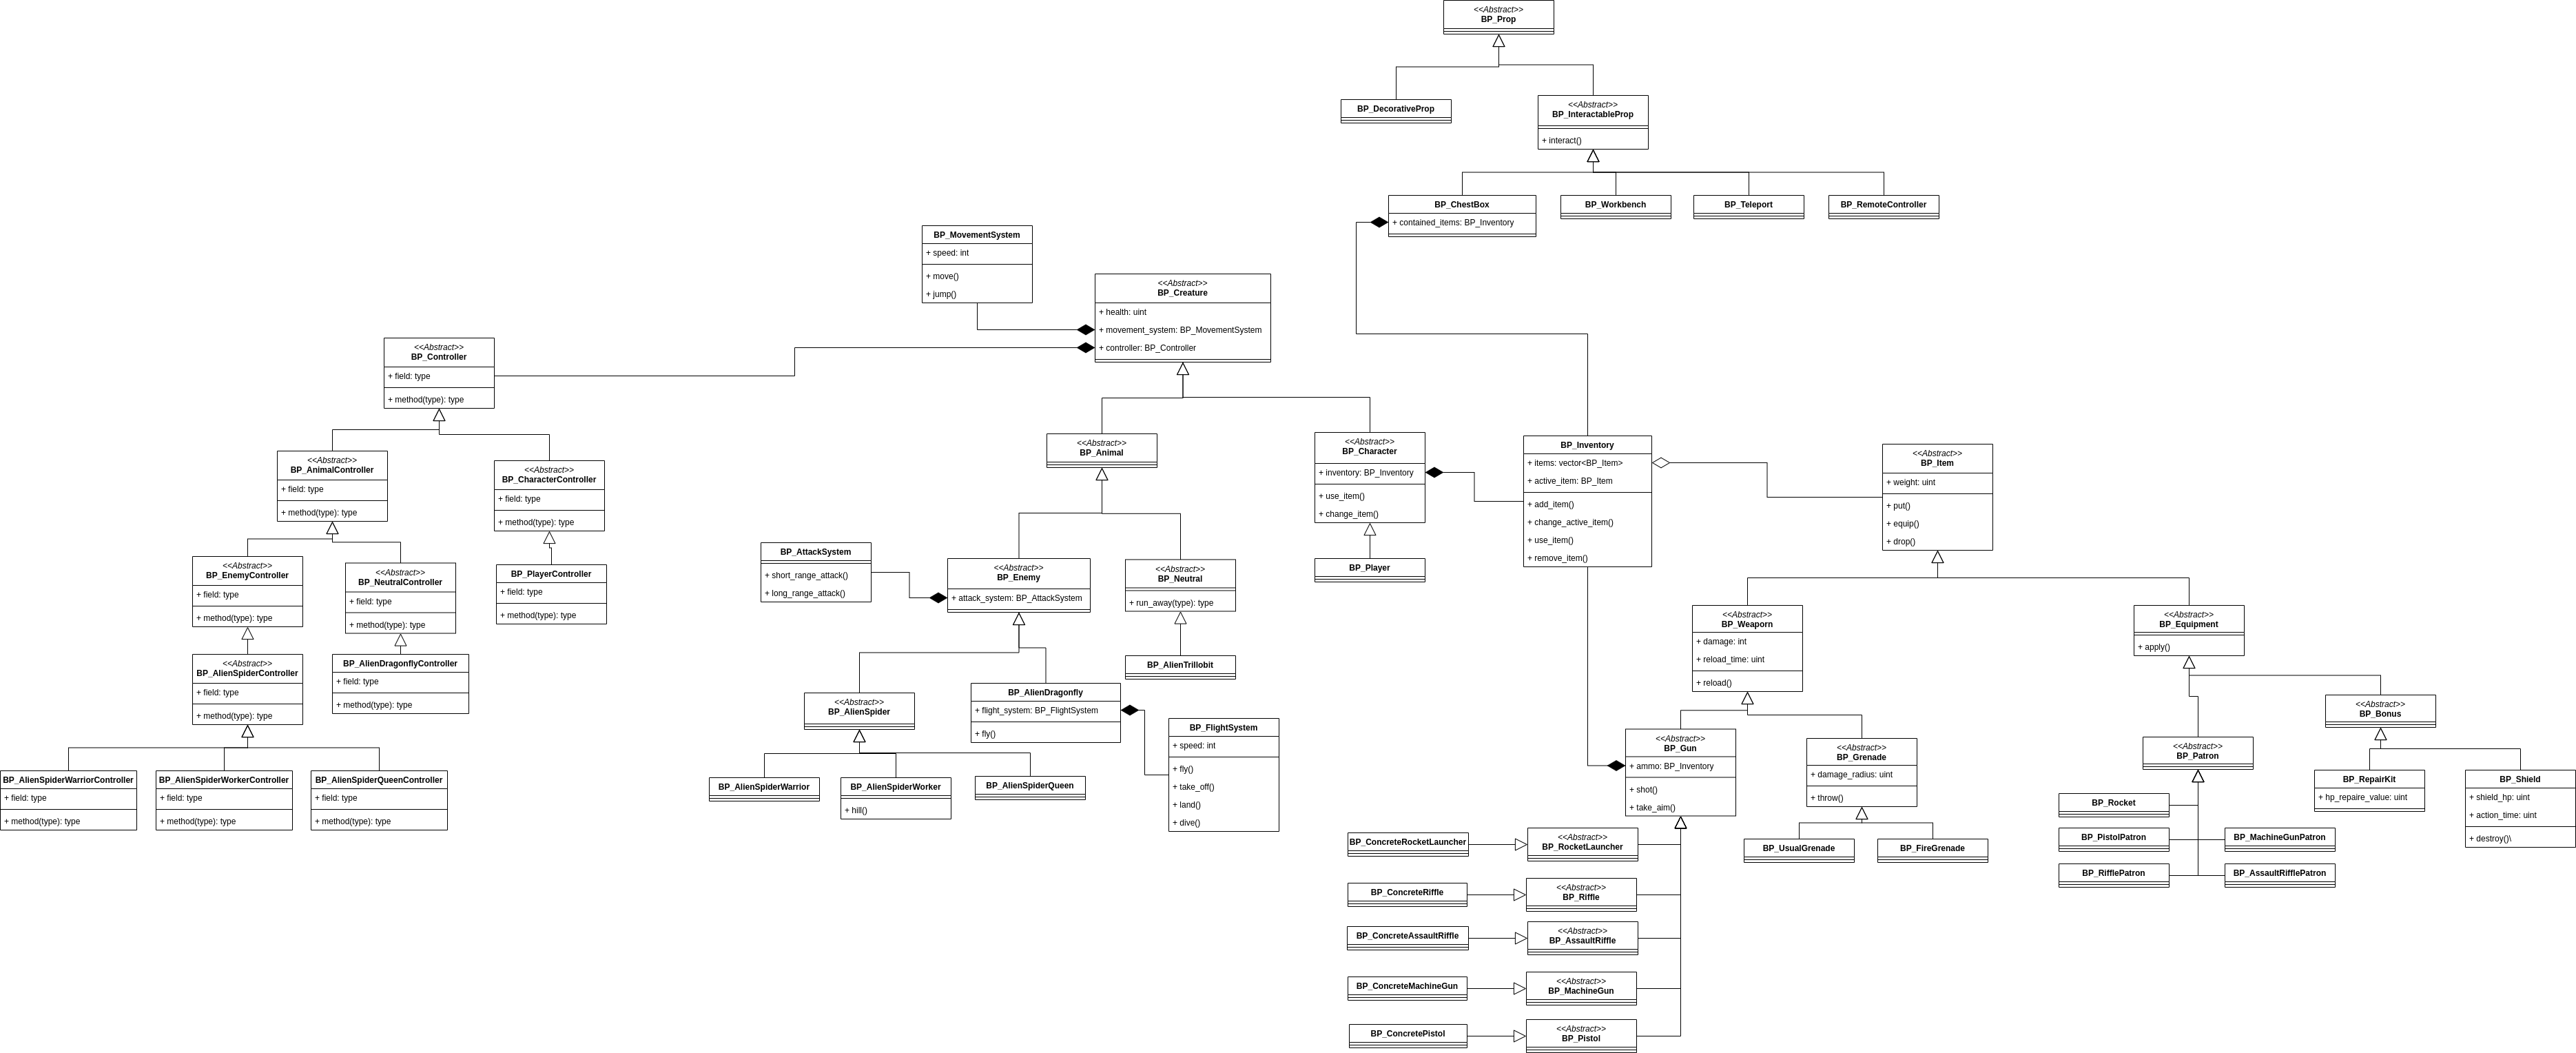 <<Abstract>>
BP_Prop
BP_DecorativeProp
<<Abstract>>
BP_InteractableProp
+ interact()
BP_ChestBox
+ contained_items: BP_Inventory
BP_Workbench
BP_Teleport
BP_RemoteController
BP_MovementSystem
+ speed: int
+ move()
+ jump()
<<Abstract>>
BP_Creature
+ health: uint
+ movement_system: BP_MovementSystem
+ controller: BP_Controller
<<Abstract>>
BP_Controller
+ field: type
+ method(type): type
<<Abstract>>
BP_AnimalController
+ field: type
+ method(type): type
<<Abstract>>
BP_CharacterController
+ field: type
+ method(type): type
<<Abstract>>
BP_EnemyController
+ field: type
+ method(type): type
<<Abstract>>
BP_NeutralController
+ field: type
+ method(type): type
BP_PlayerController
+ field: type
+ method(type): type
<<Abstract>>
BP_AlienSpiderController
+ field: type
+ method(type): type
BP_AlienDragonflyController
+ field: type
+ method(type): type
BP_AlienSpiderWarriorController
+ field: type
+ method(type): type
BP_AlienSpiderWorkerController
+ field: type
+ method(type): type
BP_AlienSpiderQueenController
+ field: type
+ method(type): type
<<Abstract>>
BP_Animal
<<Abstract>>
BP_Character
+ inventory: BP_Inventory
+ use_item()
+ change_item()
BP_Player
BP_AttackSystem
+ short_range_attack()
+ long_range_attack()
<<Abstract>>
BP_Enemy
+ attack_system: BP_AttackSystem
<<Abstract>>
BP_Neutral
+ run_away(type): type
BP_AlienTrillobit
<<Abstract>>
BP_AlienSpider
BP_AlienDragonfly
+ flight_system: BP_FlightSystem
+ fly()
BP_FlightSystem
+ speed: int
+ fly()
+ take_off()
+ land()
+ dive()
BP_AlienSpiderWarrior
BP_AlienSpiderWorker
+ hill()
BP_AlienSpiderQueen
BP_Inventory
+ items: vector<BP_Item>
+ active_item: BP_Item
+ add_item()
+ change_active_item()
+ use_item()
+ remove_item()
<<Abstract>>
BP_Item
+ weight: uint
+ put()
+ equip()
+ drop()
<<Abstract>>
BP_Weaporn
+ damage: int
+ reload_time: uint
+ reload()
<<Abstract>>
BP_Equipment
+ apply()
<<Abstract>>
BP_Gun
+ ammo: BP_Inventory
+ shot()
+ take_aim()
<<Abstract>>
BP_Grenade
+ damage_radius: uint
+ throw()
BP_UsualGrenade
BP_FireGrenade
<<Abstract>>
BP_Bonus
<<Abstract>>
BP_Patron
BP_RepairKit
+ hp_repaire_value: uint
BP_Shield
+ shield_hp: uint
+ action_time: uint
+ destroy()\
BP_Rocket
BP_PistolPatron
BP_MachineGunPatron
BP_RifflePatron
BP_AssaultRifflePatron
BP_ConcreteRocketLauncher
<<Abstract>>
BP_RocketLauncher
BP_ConcreteRiffle
<<Abstract>>
BP_Riffle
BP_ConcreteAssaultRiffle
<<Abstract>>
BP_AssaultRiffle
BP_ConcreteMachineGun
<<Abstract>>
BP_MachineGun
BP_ConcretePistol
<<Abstract>>
BP_Pistol